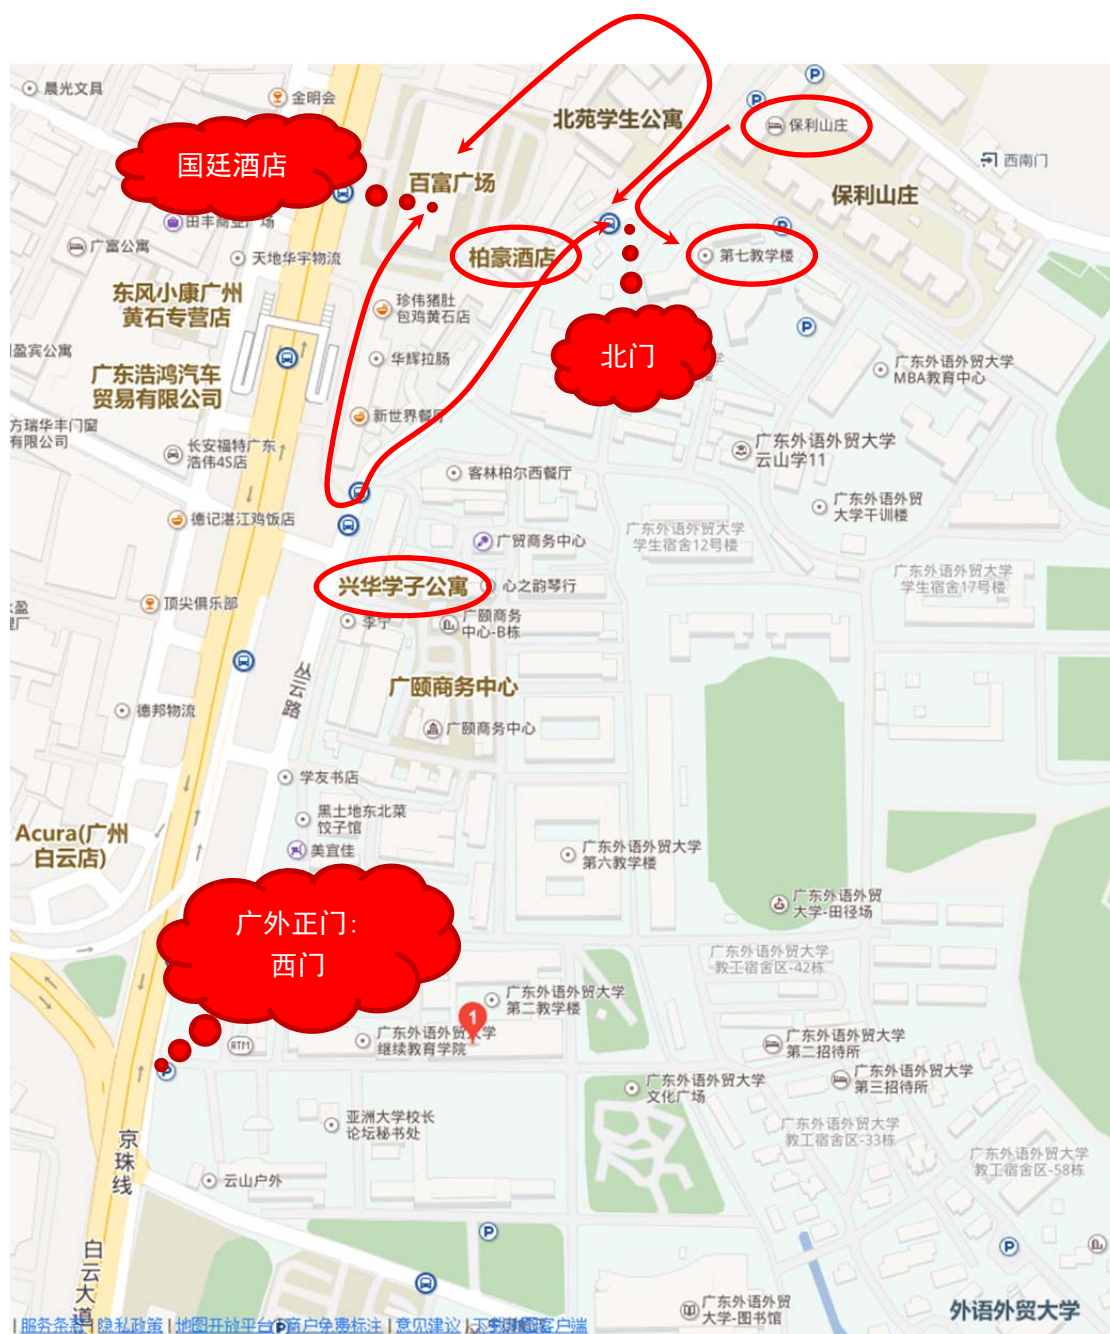 晨光文具
金明会
北苑学生公寓
保利山庄
西南门
国廷酒店
百富广场
保利山庄
田丰商业广场
广富公寓
天地华宇物流
柏豪酒店
第七教学楼
东风小康广州
黄石专营店
珍伟猪肚
包鸡黄石店
北门
盈宾公寓
华辉拉肠
广东外语外贸大学
MBA教育中心
广东浩鸿汽车
贸易有限公司
新世界餐厅
方瑞华丰门窗
有限公司
长安福特广东
浩伟4S店
广东外语外贸大学
云山学11
客林柏尔西餐厅
广东外语外贸
大学干训楼
德记湛江鸡饭店
广贸商务中心
广东外语外贸大学
学生宿舍12号楼
兴华学子公寓
心之韵琴行
广东外语外贸大学
学生宿舍17号楼
顶尖俱乐部
李宁
广颐商务
中心-B栋
丛云路
广颐商务中心
德邦物流
广颐商务中心
学友书店
黑土地东北菜
饺子馆
Acura(广州
白云店)
美宜佳
广东外语外贸大学
第六教学楼
广东外语外贸
大学-田径场
广外正门:
西门
广东外语外贸大学
教工宿舍区-42栋
广东外语外贸大学
第二教学楼
1
广东外语外贸大学
继续教育学院
ATM
广东外语外贸大学
第二招待所
广东外语外贸大学
第三招待所
广东外语外贸大学
文化广场
亚洲大学校长
论坛秘书处
广东外语外贸大学
教工宿舍区-33栋
广东外语外贸大学
教工宿舍区-58栋
京珠线
云山户外
白云大道
广东外语外贸
大学-图书馆
外语外贸大学
服务条款 | 隐私政策 | 地图开放平台 | 商户免费标注 | 意见建议 | 下载地图客户端